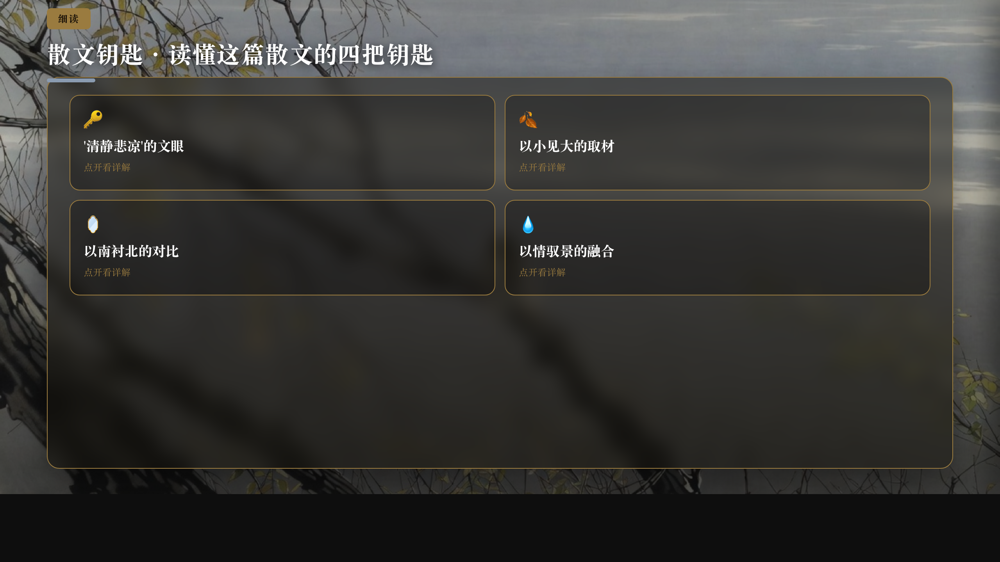 细读
散文钥匙 · 读懂这篇散文的四把钥匙
'清静悲凉'的文眼
点开看详解
以小见大的取材
点开看详解
以南衬北的对比
点开看详解
以情驭景的融合
点开看详解